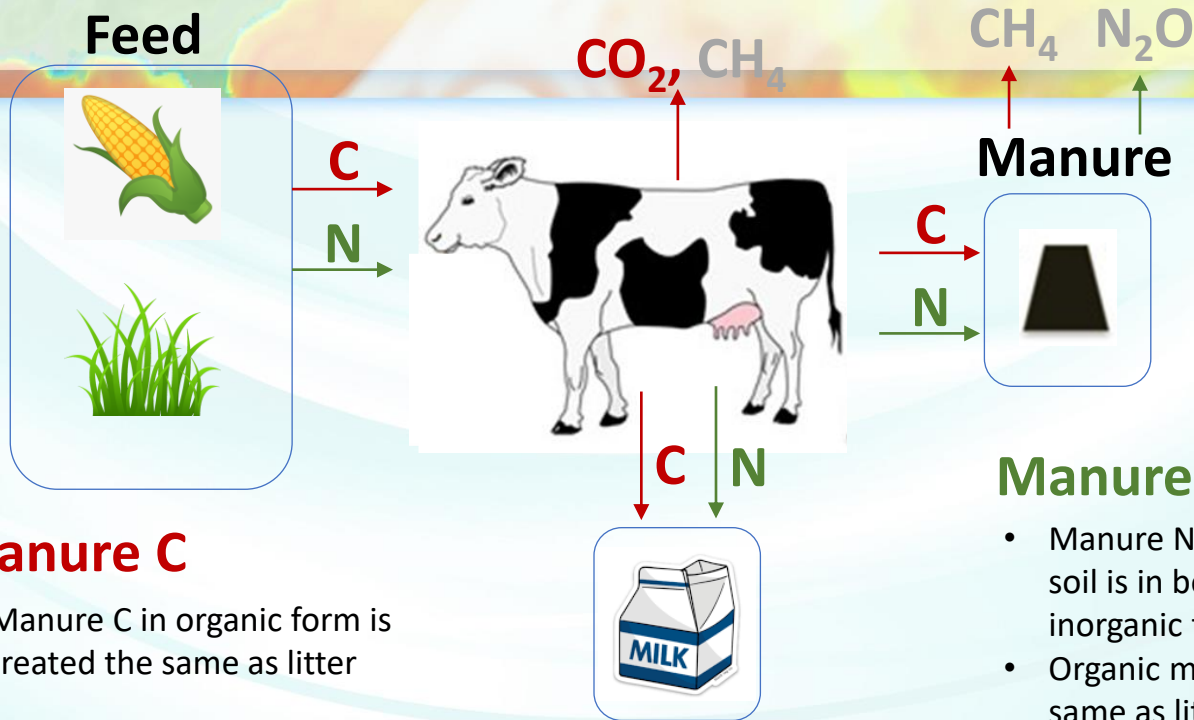 Feed
CO₂, CH₄
CH₄ N₂O
Manure
C
N
C
N
C N
MILK
anure C
Manure C in organic form is
reated the same as litter
Manure
Manure N
soil is in b
inorganic
Organic m
same as li